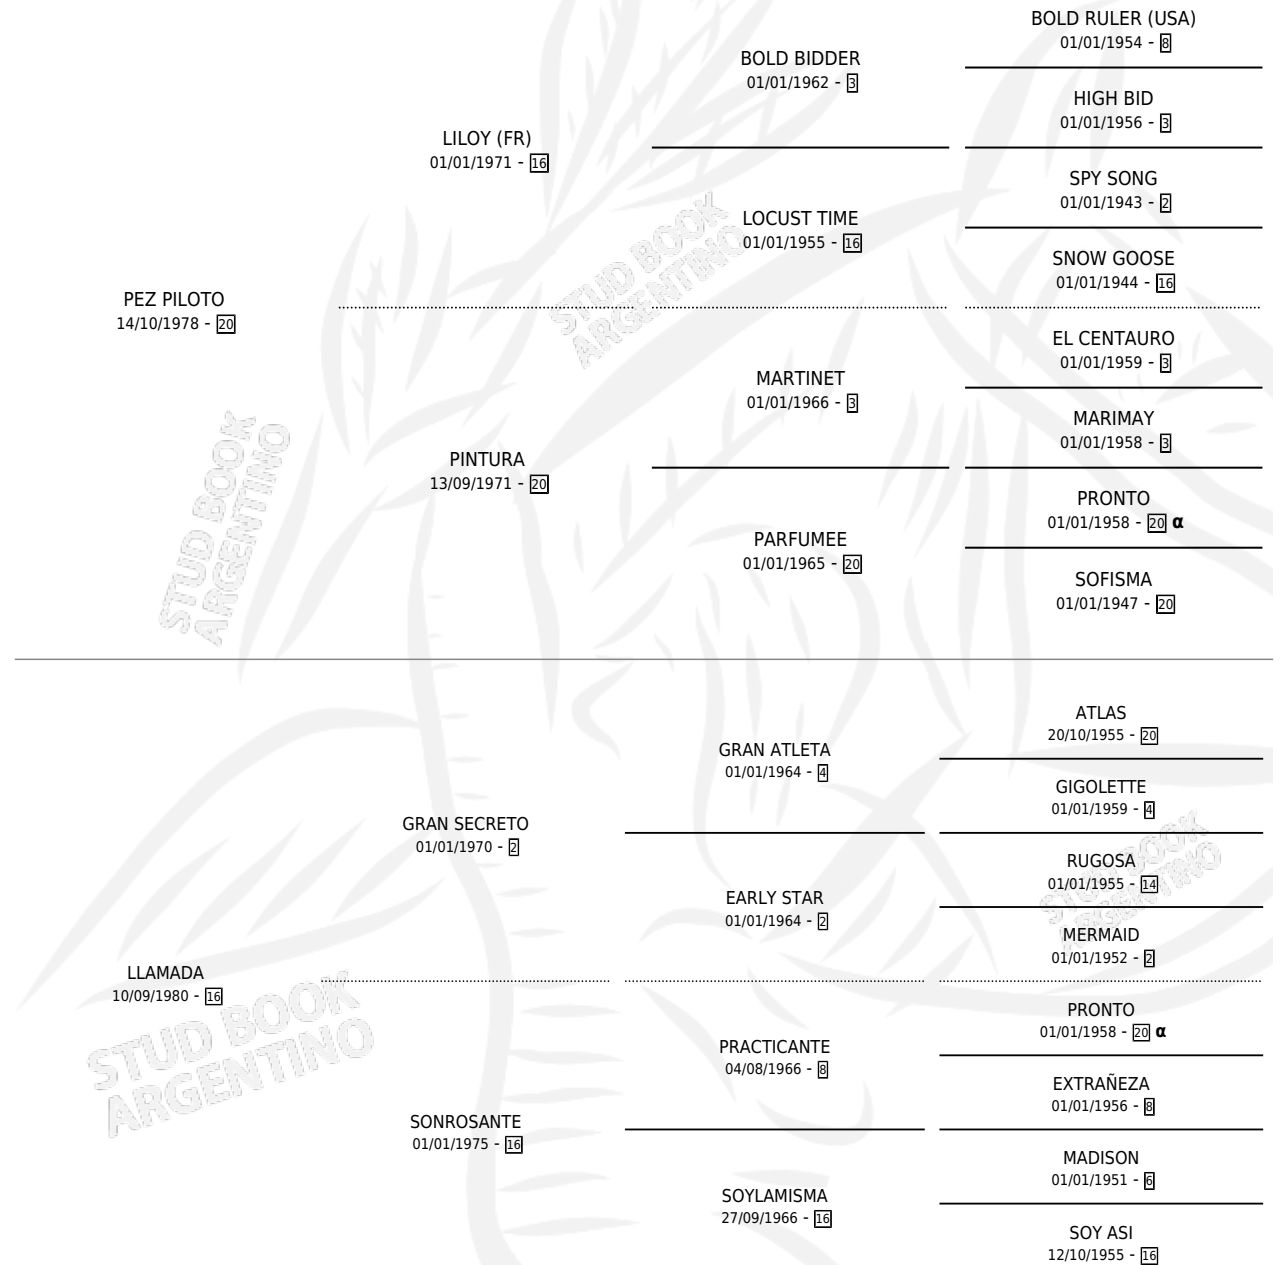 BOLD RULER (USA)
01/01/1954 - 8
BOLD BIDDER
01/01/1962 - 3
HIGH BID
01/01/1956 - 3
LILOY (FR)
01/01/1971 - 16
SPY SONG
01/01/1943 - 2
LOCUST TIME
01/01/1955 - 16
SNOW GOOSE
01/01/1944 - 16
STUD BOOK
ARGENTINO
PEZ PILOTO
14/10/1978 - 20
EL CENTAURO
01/01/1959 - 3
MARTINET
01/01/1966 - 3
MARIMAY
01/01/1958 - 3
PINTURA
13/09/1971 - 20
PRONTO
01/01/1958 - 20 α
PARFUMEE
01/01/1965 - 20
SOFISMA
01/01/1947 - 20
STUD BOOK
ARGENTINO
ATLAS
20/10/1955 - 20
GRAN ATLETA
01/01/1964 - 4
GIGOLETTE
01/01/1959 - 4
GRAN SECRETO
01/01/1970 - 2
RUGOSA
01/01/1955 - 14
EARLY STAR
01/01/1964 - 2
MERMAID
01/01/1952 - 2
STUD BOOK
ARGENTINO
LLAMADA
10/09/1980 - 16
PRONTO
01/01/1958 - 20 α
PRACTICANTE
04/08/1966 - 8
EXTRAÑEZA
01/01/1956 - 8
SONROSANTE
01/01/1975 - 16
MADISON
01/01/1951 - 6
SOYLAMISMA
27/09/1966 - 16
SOY ASI
12/10/1955 - 16
STUD BOOK
ARGENTINO